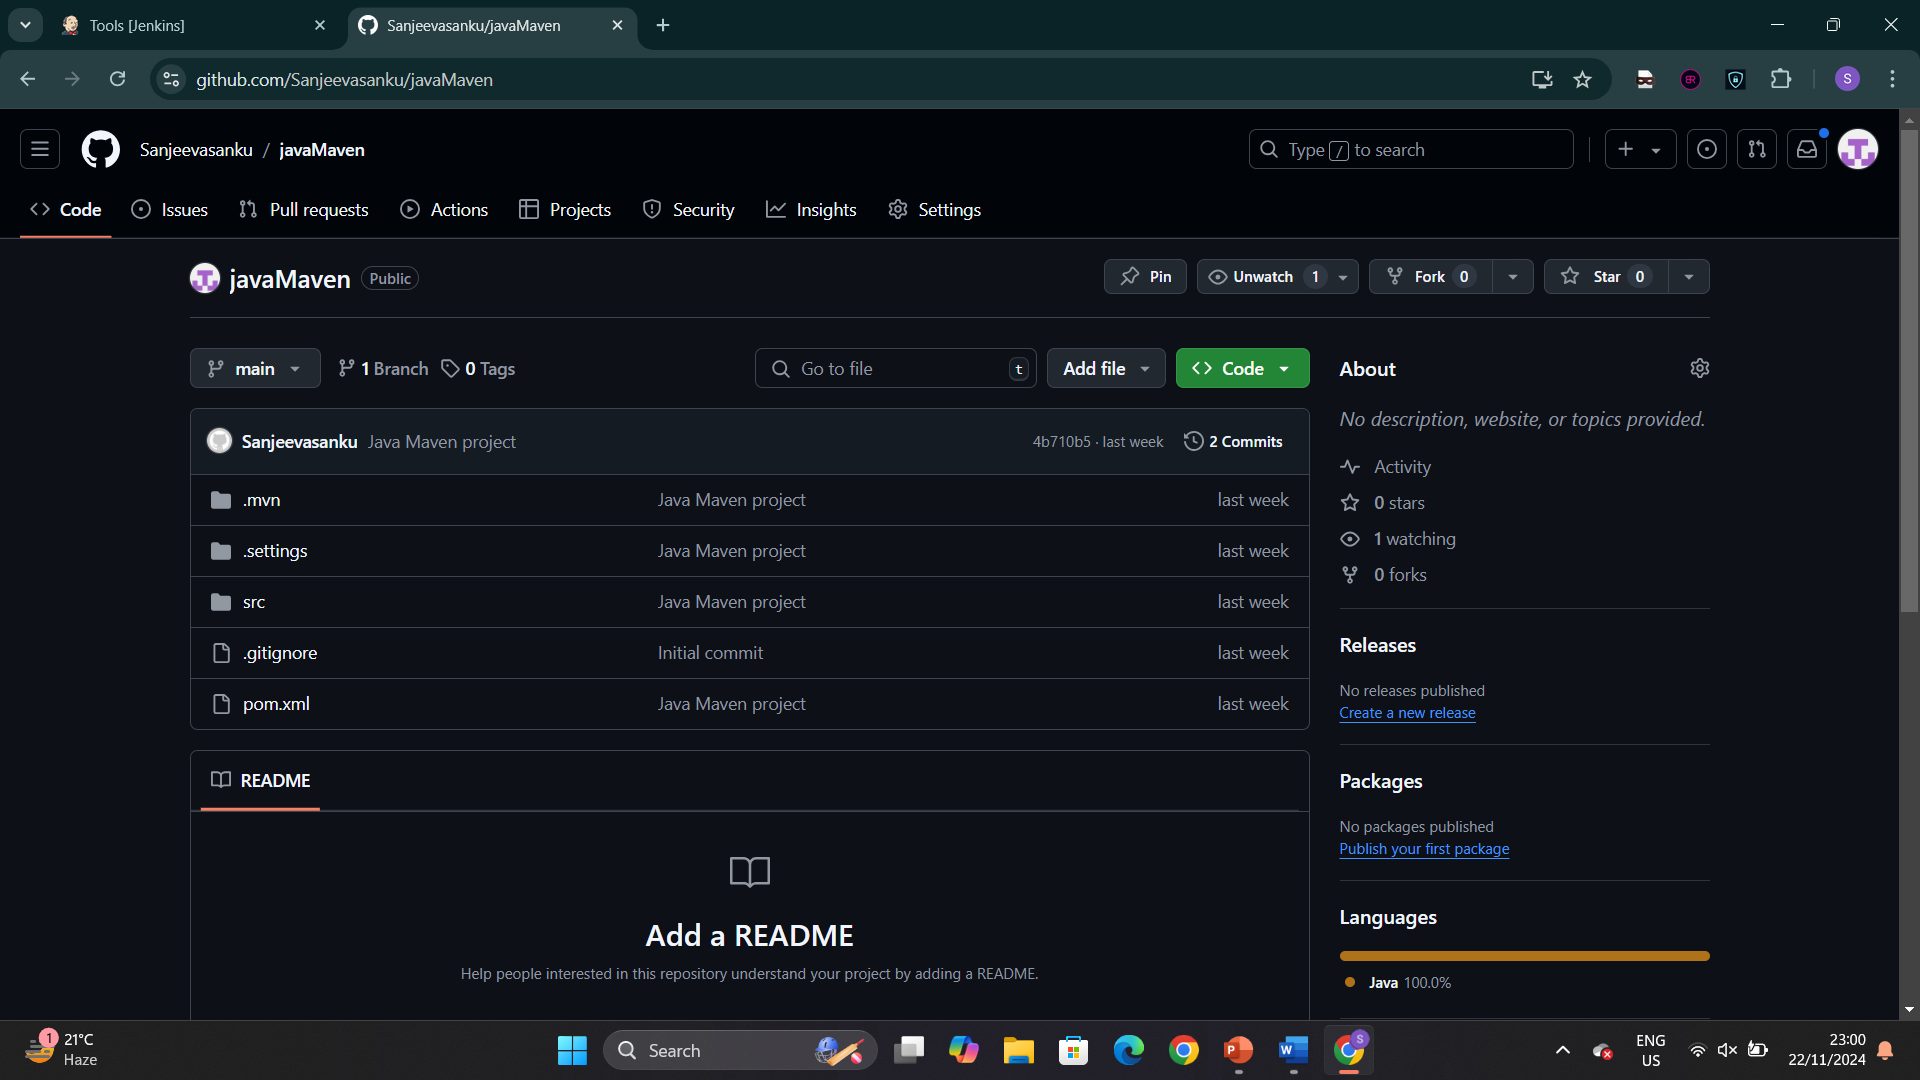 Tools [Jenkins]
Sanjeevasanku/javaMaven
github.com/Sanjeevasanku/javaMaven
S
Sanjeevasanku / javaMaven
Type / to search
Code
Issues
Pull requests
Actions
Projects
Security
Insights
Settings
javaMaven
Public
Pin
Unwatch 1
Fork 0
Star 0
main
1 Branch
0 Tags
Go to file
t
Add file
Code
Sanjeevasanku Java Maven project
4b710b5 · last week
2 Commits
.mvn Java Maven project last week
.settings Java Maven project last week
src Java Maven project last week
.gitignore Initial commit last week
pom.xml Java Maven project last week
README
Add a README
Help people interested in this repository understand your project by adding a README.
About
No description, website, or topics provided.
Activity
0 stars
1 watching
0 forks
Releases
No releases published
Create a new release
Packages
No packages published
Publish your first package
Languages
Java 100.0%
1
21°C
Haze
Search
P
W
S
ENG
US
23:00
22/11/2024